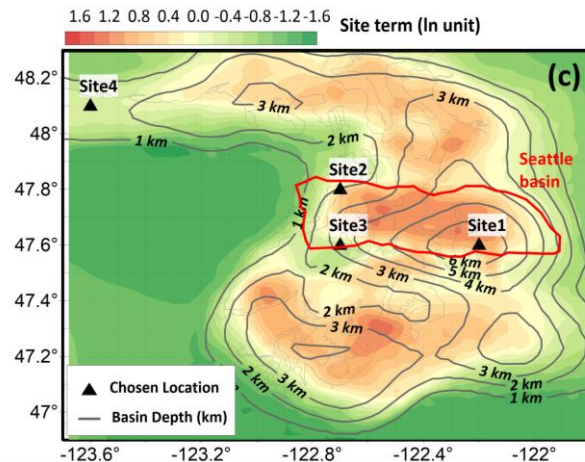 1.6 1.2 0.8 0.4 0.0 -0.4 -0.8 -1.2 -1.6 Site term (ln unit)
(c)
48.2°
48°
47.8°
47.6°
47.4°
47.2°
47°
Site4
3 km
3 km
1 km
2 km
Seattle
basin
Site2
1 km
Site3
Site1
6 km
5 km
4 km
2 km
3 km
2 km
3 km
2 km
3 km
3 km
2 km
1 km
Chosen Location
Basin Depth (km)
-123.6° -123.2° -122.8° -122.4° -122°